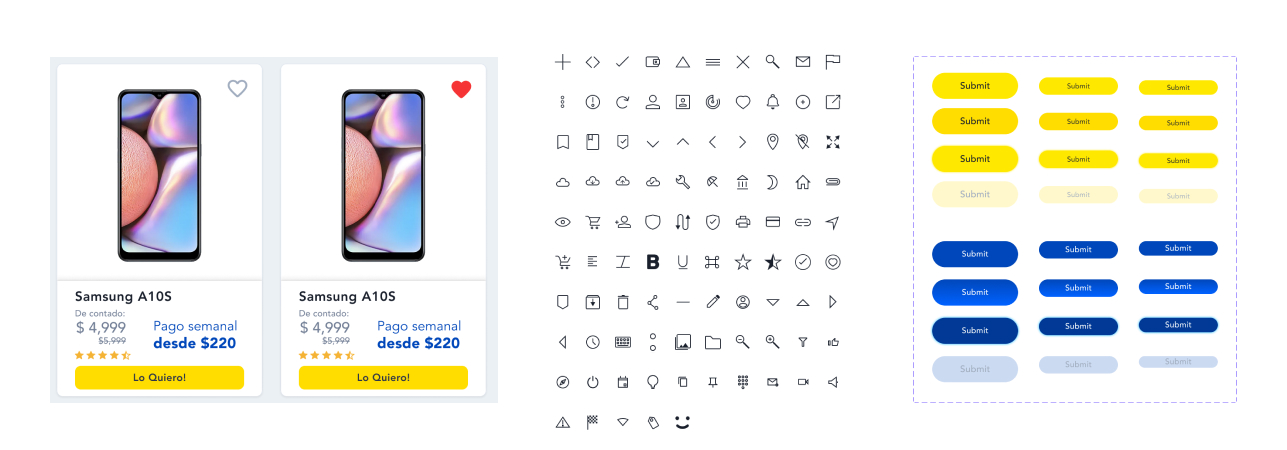 Samsung A10S
De contado:
$ 4,999
$5,999
Pago semanal
desde $220
Lo Quiero!
Samsung A10S
De contado:
$ 4,999
$5,999
Pago semanal
desde $220
Lo Quiero!
B
U
Submit Submit Submit
Submit Submit Submit
Submit Submit Submit
Submit Submit Submit
Submit Submit Submit
Submit Submit Submit
Submit Submit Submit
Submit Submit Submit